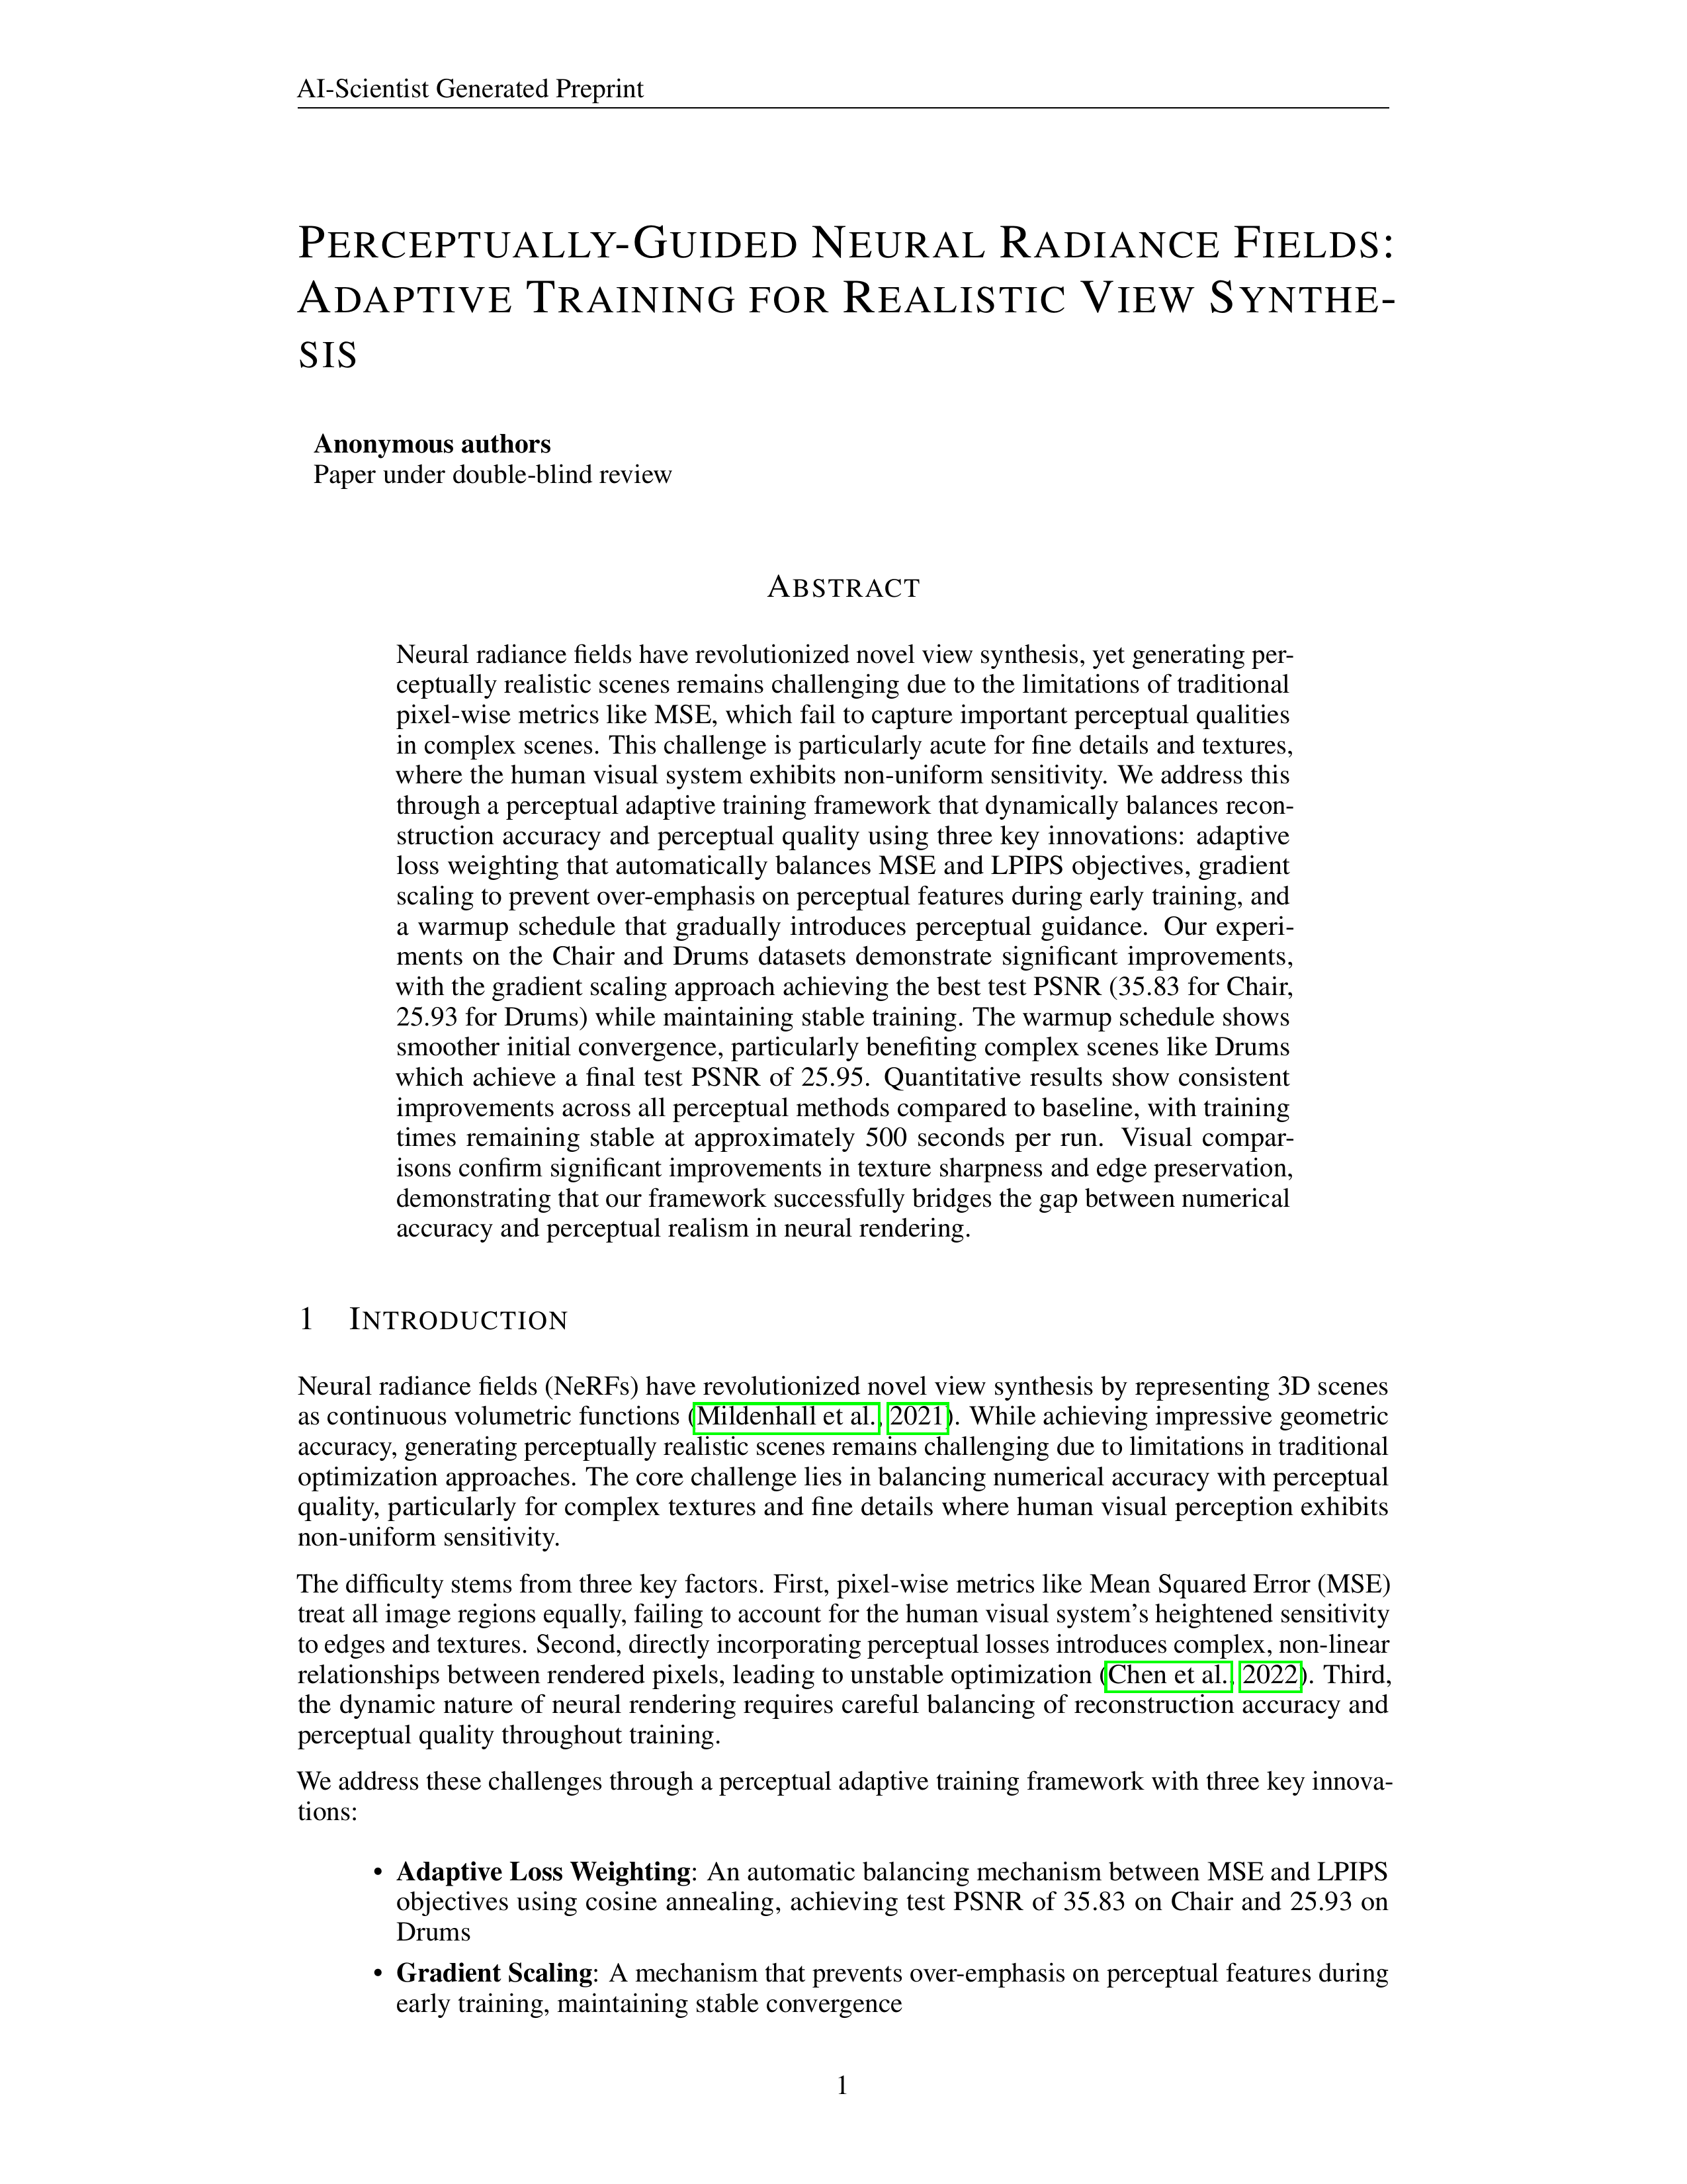 AI-Scientist Generated Preprint
PERCEPTUALLY-GUIDED NEURAL RADIANCE FIELDS:
ADAPTIVE TRAINING FOR REALISTIC VIEW SYNTHE-
SIS
Anonymous authors
Paper under double-blind review
ABSTRACT
Neural radiance fields have revolutionized novel view synthesis, yet generating per-
ceptually realistic scenes remains challenging due to the limitations of traditional
pixel-wise metrics like MSE, which fail to capture important perceptual qualities
in complex scenes. This challenge is particularly acute for fine details and textures,
where the human visual system exhibits non-uniform sensitivity. We address this
through a perceptual adaptive training framework that dynamically balances recon-
struction accuracy and perceptual quality using three key innovations: adaptive
loss weighting that automatically balances MSE and LPIPS objectives, gradient
scaling to prevent over-emphasis on perceptual features during early training, and
a warmup schedule that gradually introduces perceptual guidance. Our experi-
ments on the Chair and Drums datasets demonstrate significant improvements,
with the gradient scaling approach achieving the best test PSNR (35.83 for Chair,
25.93 for Drums) while maintaining stable training. The warmup schedule shows
smoother initial convergence, particularly benefiting complex scenes like Drums
which achieve a final test PSNR of 25.95. Quantitative results show consistent
improvements across all perceptual methods compared to baseline, with training
times remaining stable at approximately 500 seconds per run. Visual compar-
isons confirm significant improvements in texture sharpness and edge preservation,
demonstrating that our framework successfully bridges the gap between numerical
accuracy and perceptual realism in neural rendering.
1 INTRODUCTION
Neural radiance fields (NeRFs) have revolutionized novel view synthesis by representing 3D scenes
as continuous volumetric functions (Mildenhall et al., 2021). While achieving impressive geometric
accuracy, generating perceptually realistic scenes remains challenging due to limitations in traditional
optimization approaches. The core challenge lies in balancing numerical accuracy with perceptual
quality, particularly for complex textures and fine details where human visual perception exhibits
non-uniform sensitivity.
The difficulty stems from three key factors. First, pixel-wise metrics like Mean Squared Error (MSE)
treat all image regions equally, failing to account for the human visual system's heightened sensitivity
to edges and textures. Second, directly incorporating perceptual losses introduces complex, non-linear
relationships between rendered pixels, leading to unstable optimization (Chen et al., 2022). Third,
the dynamic nature of neural rendering requires careful balancing of reconstruction accuracy and
perceptual quality throughout training.
We address these challenges through a perceptual adaptive training framework with three key innova-
tions:
• Adaptive Loss Weighting: An automatic balancing mechanism between MSE and LPIPS
objectives using cosine annealing, achieving test PSNR of 35.83 on Chair and 25.93 on
Drums
• Gradient Scaling: A mechanism that prevents over-emphasis on perceptual features during
early training, maintaining stable convergence
1